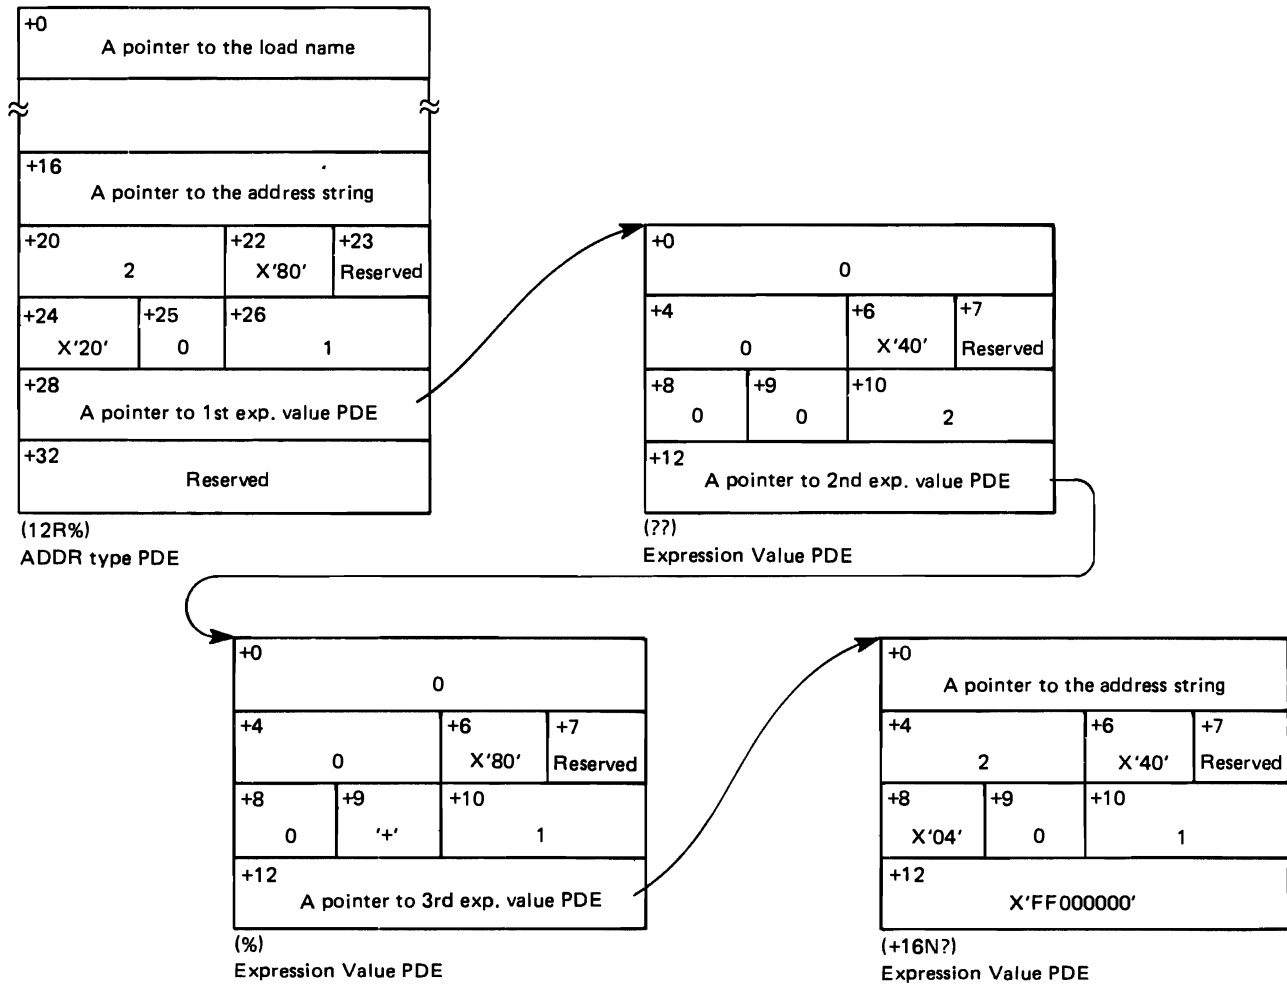 +0
A pointer to the load name
+16
A pointer to the address string
+20 +22 +23
2 X'80' Reserved
+24 +25 +26
X'20' 0 1
+28
A pointer to 1st exp. value PDE
+32
Reserved
(12R%)
ADDR type PDE
+0
0
+4 +6 +7
0 X'40' Reserved
+8 +9 +10
0 0 2
+12
A pointer to 2nd exp. value PDE
(??)
Expression Value PDE
+0
0
+4 +6 +7
0 X'80' Reserved
+8 +9 +10
0 '+' 1
+12
A pointer to 3rd exp. value PDE
(%)
Expression Value PDE
+0
A pointer to the address string
+4 +6 +7
2 X'40' Reserved
+8 +9 +10
X'04' 0 1
+12
X'FF000000'
(+16N?)
Expression Value PDE